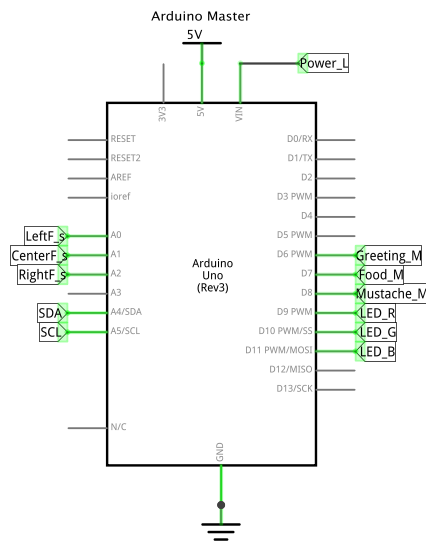 Arduino Master
5V
Power_L
3V3
5V
VIN
RESET
RESET2
AREF
ioref
LeftF_s
A0
CenterF_s
A1
RightF_s
A2
A3
SDA
A4/SDA
SCL
A5/SCL
N/C
Arduino
Uno
(Rev3)
D0/RX
D1/TX
D2
D3 PWM
D4
D5 PWM
D6 PWM
Greeting_M
D7
Food_M
D8
Mustache_M
D9 PWM
LED_R
D10 PWM/SS
LED_G
D11 PWM/MOSI
LED_B
D12/MISO
D13/SCK
GND